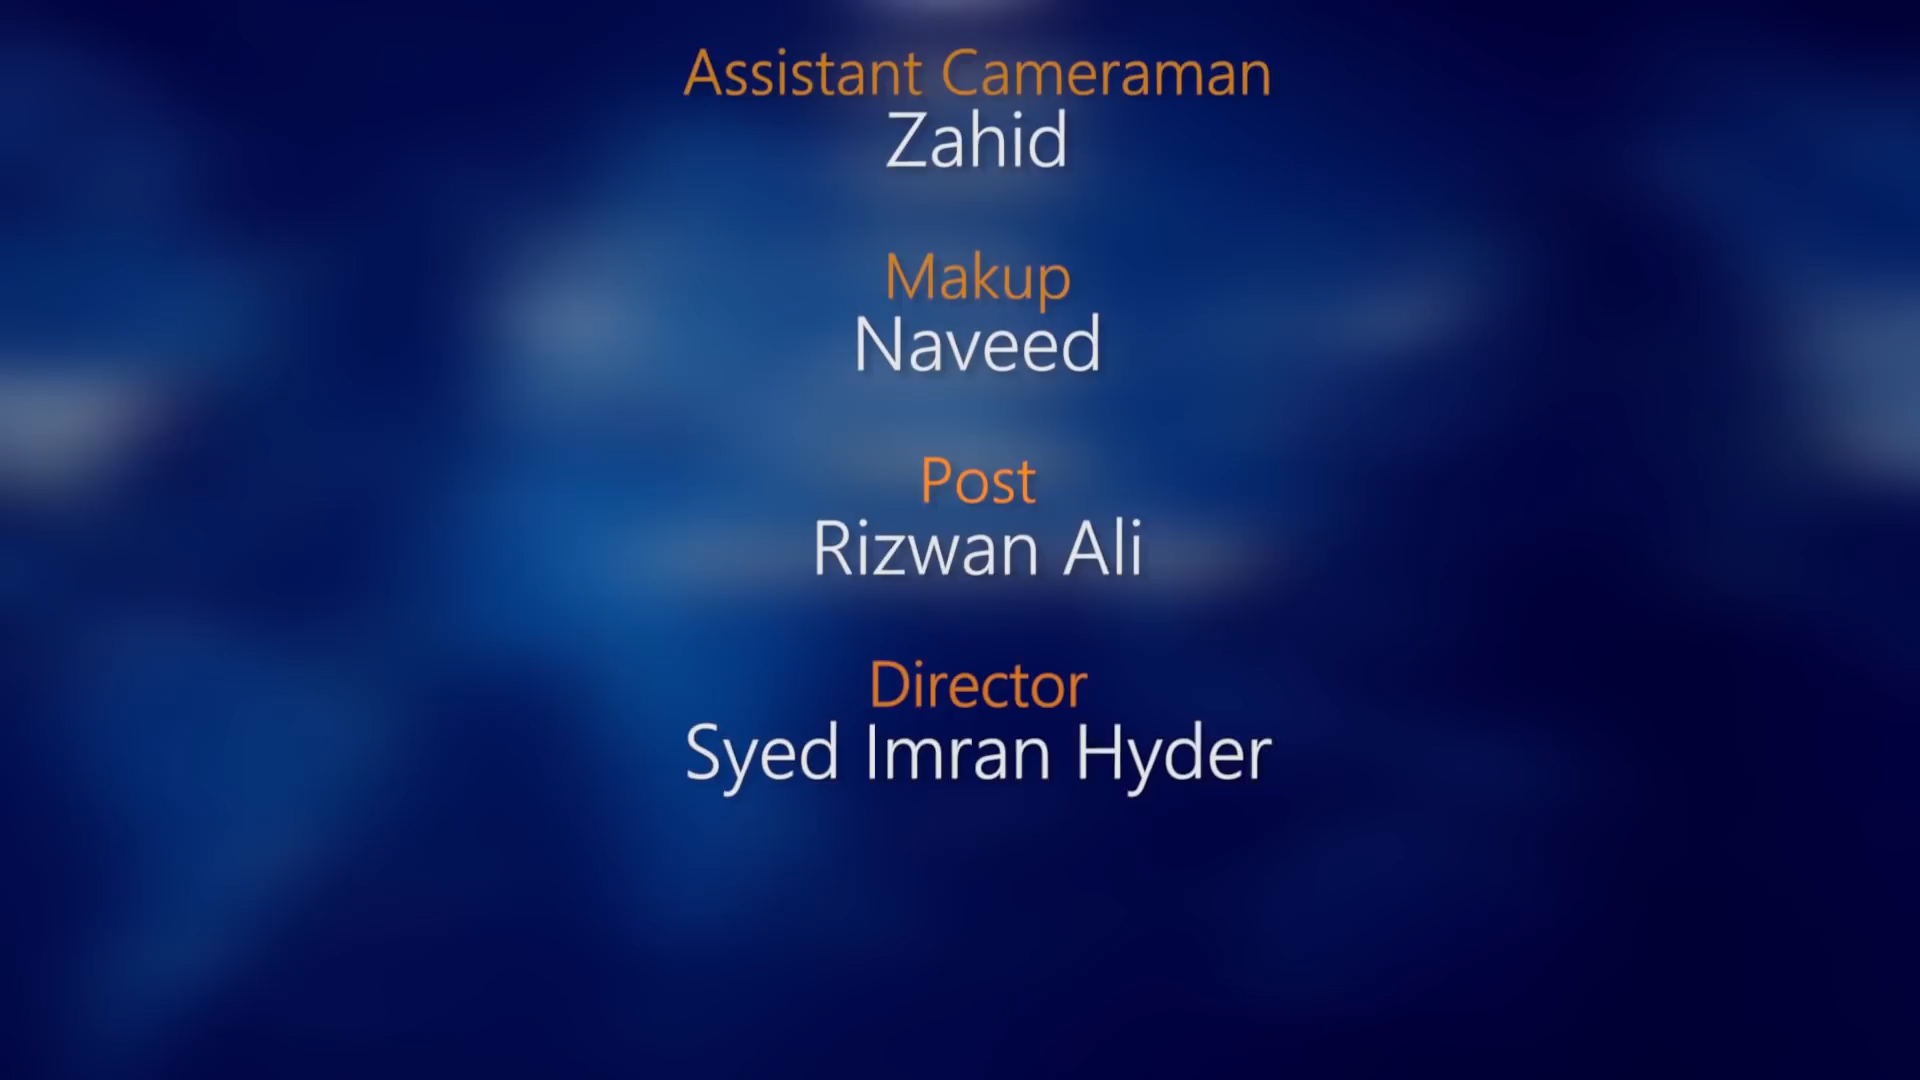 Assistant Cameraman
Zahid
Makup
Naveed
Post
Rizwan Ali
Director
Syed Imran Hyder